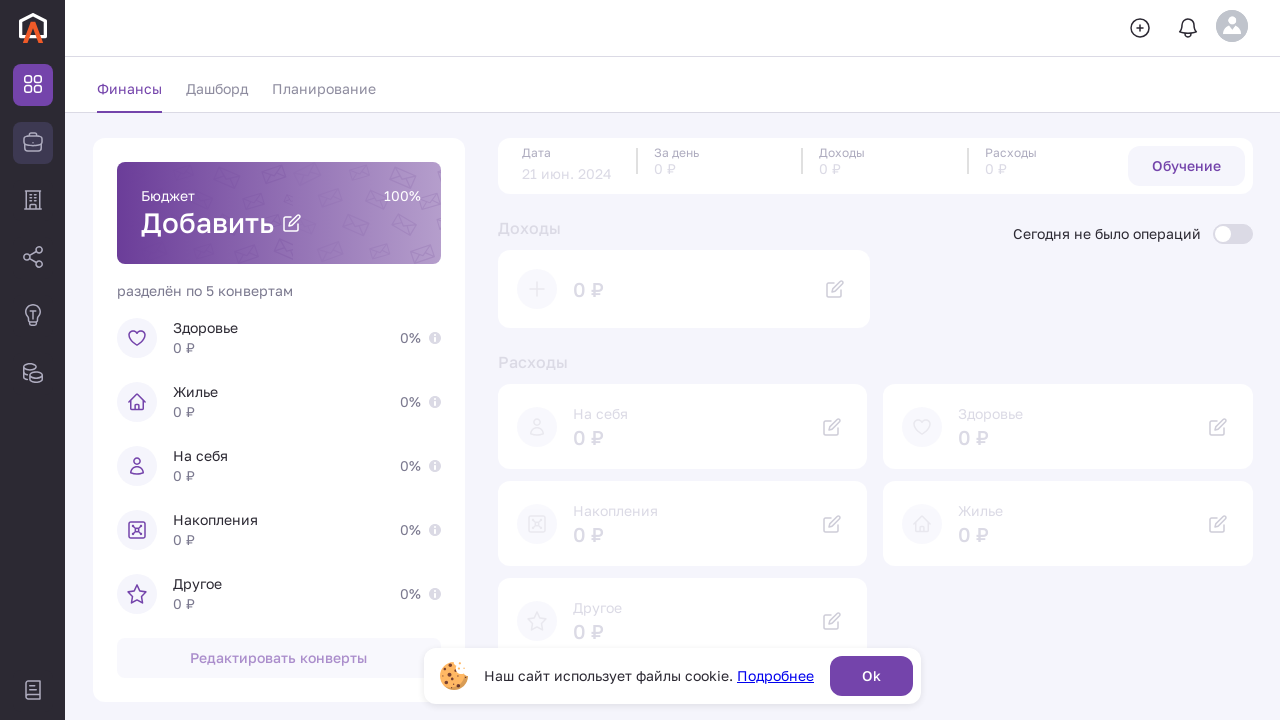 Финансы
Дашборд
Планирование
Бюджет
100%
Добавить
разделён по 5 конвертам
Здоровье
0 ₽
0%
Жилье
0 ₽
0%
На себя
0 ₽
0%
Накопления
0 ₽
0%
Другое
0 ₽
0%
Редактировать конверты
Дата
21 июн. 2024
За день
0 ₽
Доходы
0 ₽
Расходы
0 ₽
Обучение
Доходы
Сегодня не было операций
0 ₽
Расходы
На себя
0 ₽
Здоровье
0 ₽
Накопления
0 ₽
Жилье
0 ₽
Другое
0 ₽
Наш сайт использует файлы cookie. Подробнее
Ok